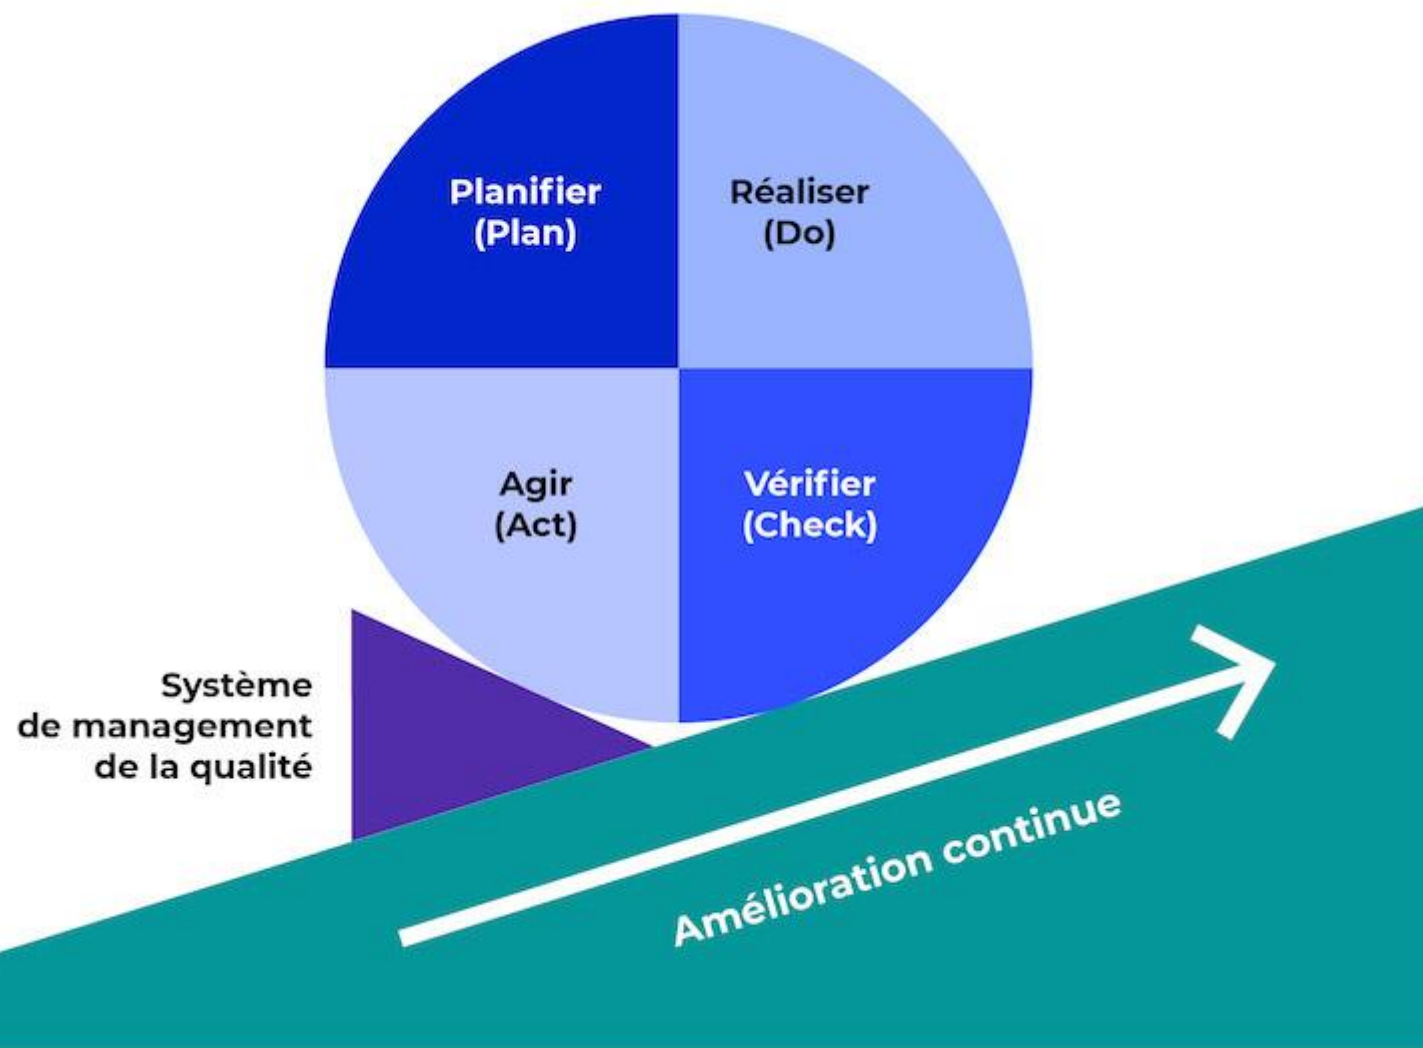 Planifier
(Plan)
Réaliser
(Do)
Agir
(Act)
Vérifier
(Check)
Système
de management
de la qualité
Amélioration continue